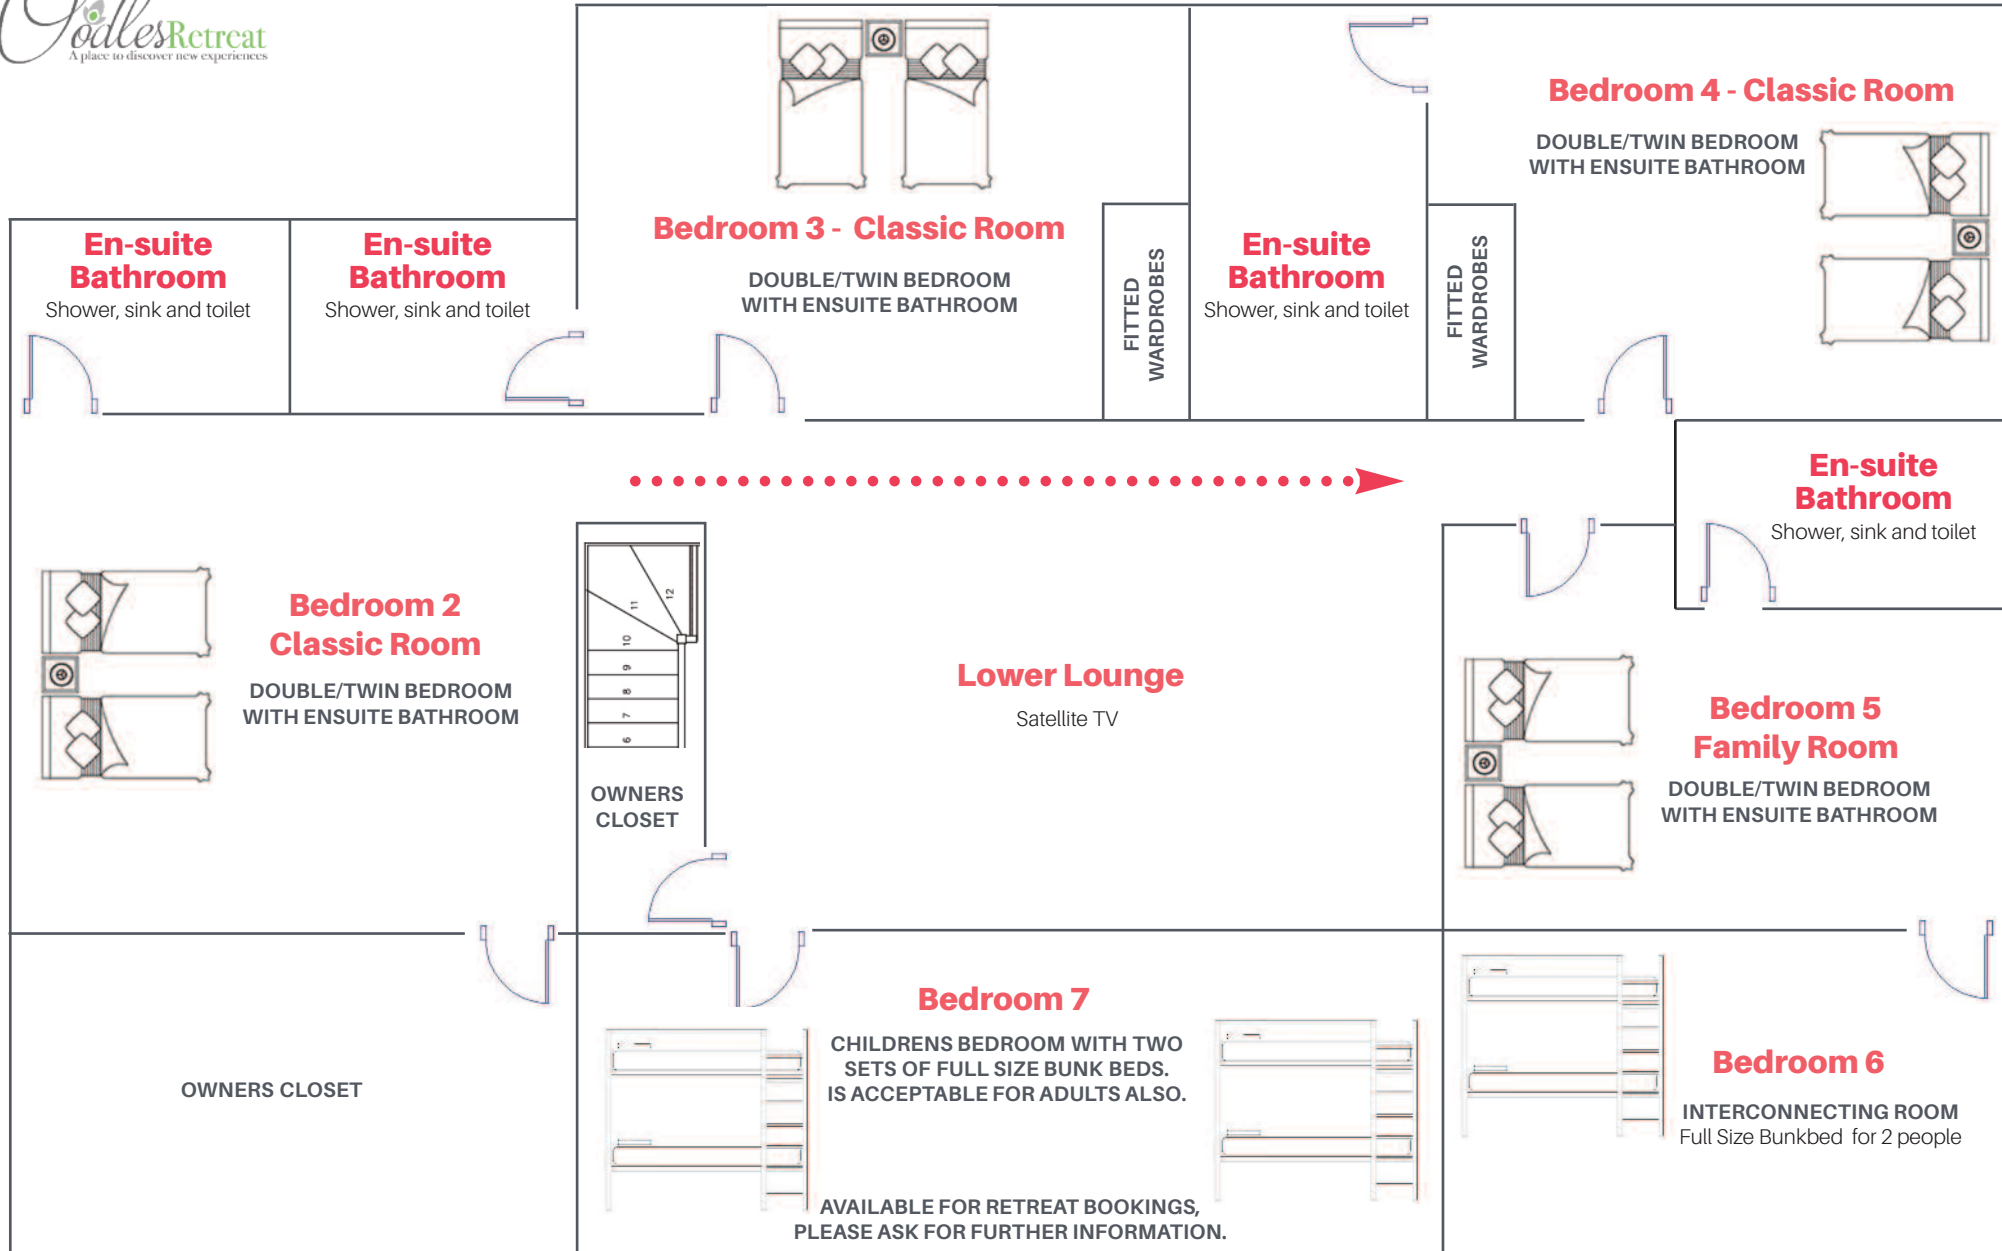 Retreat
A place to discover new experiences
Bedroom 4 - Classic Room
DOUBLE/TWIN BEDROOM
WITH ENSUITE BATHROOM
Bedroom 3 - Classic Room
DOUBLE/TWIN BEDROOM
WITH ENSUITE BATHROOM
En-suite
Bathroom
Shower, sink and toilet
En-suite
Bathroom
Shower, sink and toilet
FITTED
WARDROBES
En-suite
Bathroom
Shower, sink and toilet
FITTED
WARDROBES
En-suite
Bathroom
Shower, sink and toilet
Bedroom 2
Classic Room
DOUBLE/TWIN BEDROOM
WITH ENSUITE BATHROOM
12
11
10
9
8
7
6
OWNERS
CLOSET
Lower Lounge
Satellite TV
Bedroom 5
Family Room
DOUBLE/TWIN BEDROOM
WITH ENSUITE BATHROOM
OWNERS CLOSET
Bedroom 7
CHILDRENS BEDROOM WITH TWO
SETS OF FULL SIZE BUNK BEDS.
IS ACCEPTABLE FOR ADULTS ALSO.
AVAILABLE FOR RETREAT BOOKINGS,
PLEASE ASK FOR FURTHER INFORMATION.
Bedroom 6
INTERCONNECTING ROOM
Full Size Bunkbed for 2 people